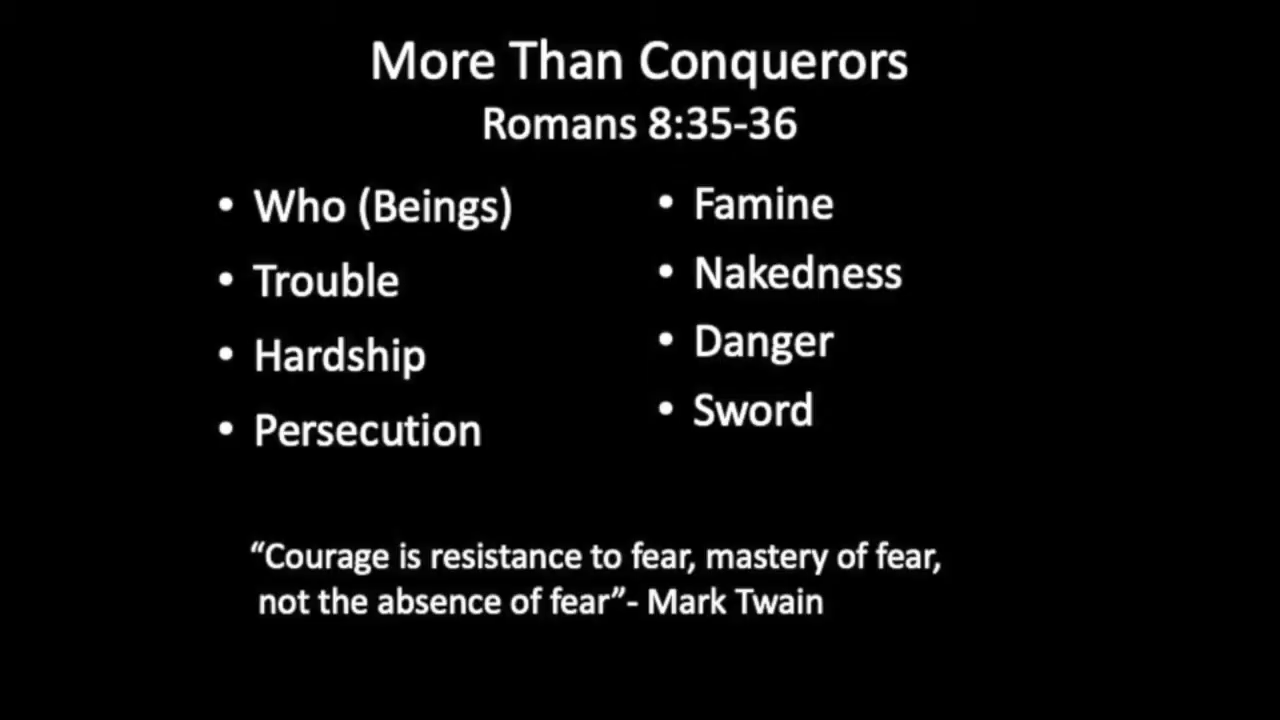 More Than Conquerors
Romans 8:35-36
• Who (Beings)
• Trouble
• Hardship
• Persecution
• Famine
• Nakedness
• Danger
• Sword
“Courage is resistance to fear, mastery of fear,
not the absence of fear”- Mark Twain